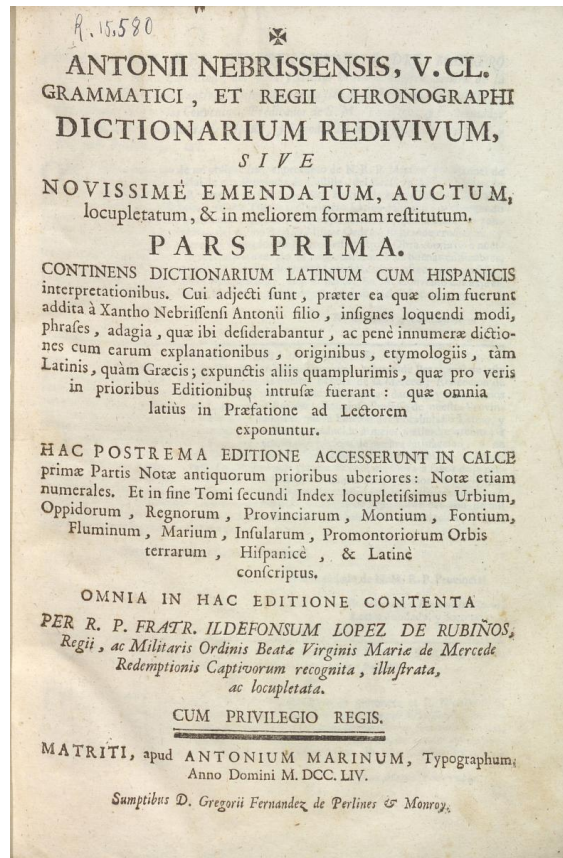 R. 15,580
✠
ANTONII NEBRISSENSIS, V. CL.
GRAMMATICI, ET REGII CHRONOGRAPHI
DICTIONARIUM REDIVIVUM,
SIVE
NOVISSIMÈ EMENDATUM, AUCTUM,
locupletatum, & in meliorem formam reſtitutum.
PARS PRIMA.
CONTINENS DICTIONARIUM LATINUM CUM HISPANICIS
interpretationibus. Cui adjecti ſunt, præter ea quæ olim fuerunt
addita à Xantho Nebriſſenſi Antonii filio, inſignes loquendi modi,
phraſes, adagia, quæ ibi deſiderabantur, ac penè innumeræ dictio-
nes cum earum explanationibus, originibus, etymologiis, tàm
Latinis, quàm Græcis; expunctis aliis quamplurimis, quæ pro veris
in prioribus Editionibus intruſæ fuerant: quæ omnia
latiùs in Præfatione ad Lectorem
exponuntur.
HAC POSTREMA EDITIONE ACCESSERUNT IN CALCE
primæ Partis Notæ antiquorum prioribus uberiores: Notæ etiam
numerales. Et in fine Tomi ſecundi Index locupletiſſimus Urbium,
Oppidorum, Regnorum, Provinciarum, Montium, Fontium,
Fluminum, Marium, Inſularum, Promontoriorum Orbis
terrarum, Hiſpanicè, & Latinè
conſcriptus.
OMNIA IN HAC EDITIONE CONTENTA
PER R. P. FRATR. ILDEFONSUM LOPEZ DE RUBIÑOS,
Regii, ac Militaris Ordinis Beatæ Virginis Mariæ de Mercede
Redemptionis Captivorum recognita, illuſtrata,
ac locupletata.
CUM PRIVILEGIO REGIS.
MATRITI, apud ANTONIUM MARINUM, Typographum,
Anno Domini M. DCC. LIV.
Sumptibus D. Gregorii Fernandez de Perlines & Monroy.